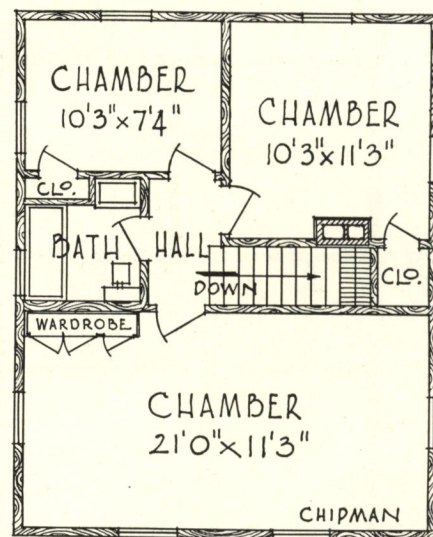 CHAMBER
10'3"x7'4"
CHAMBER
10'3"x11'3"
CLO.
BATH
HALL
DOWN
CLO.
WARDROBE
CHAMBER
21'0"x11'3"
CHIPMAN